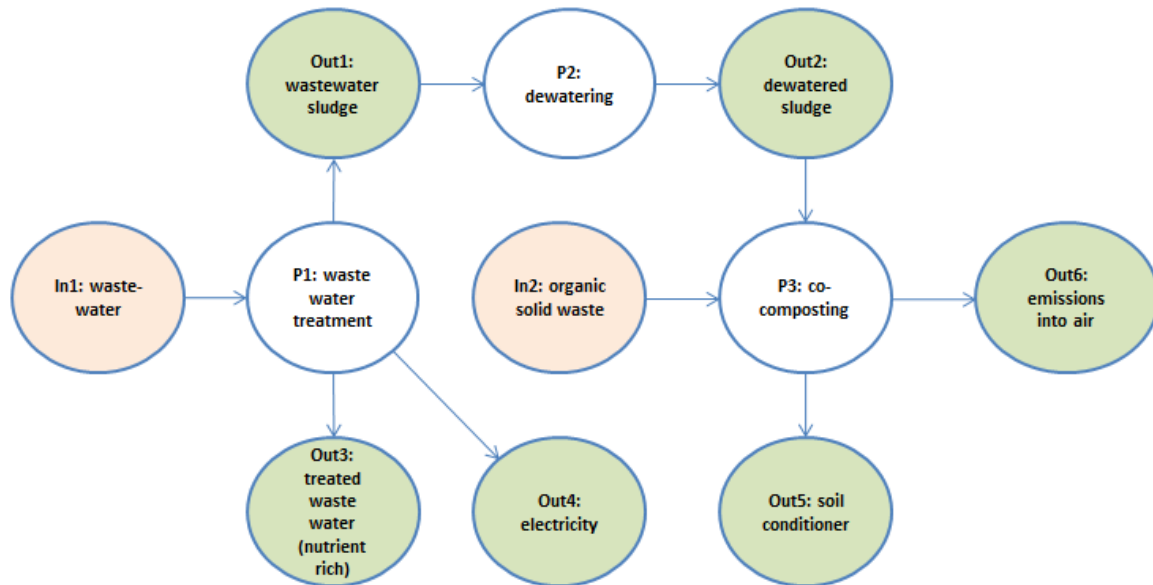 Out1:
wastewater
sludge
P2:
dewatering
Out2:
dewatered
sludge
In1: waste-
water
P1: waste
water
treatment
In2: organic
solid waste
P3: co-
composting
Out6:
emissions
into air
Out3:
treated
waste
water
(nutrient
rich)
Out4:
electricity
Out5: soil
conditioner